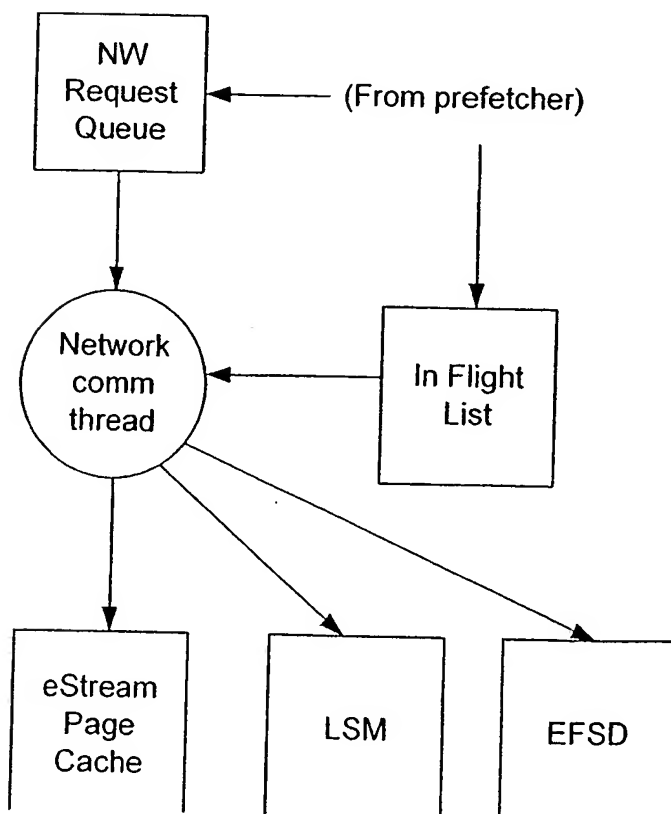 NW
Request
Queue
(From prefetcher)
Network
comm
thread
In Flight
List
eStream
Page
Cache
LSM
EFSD